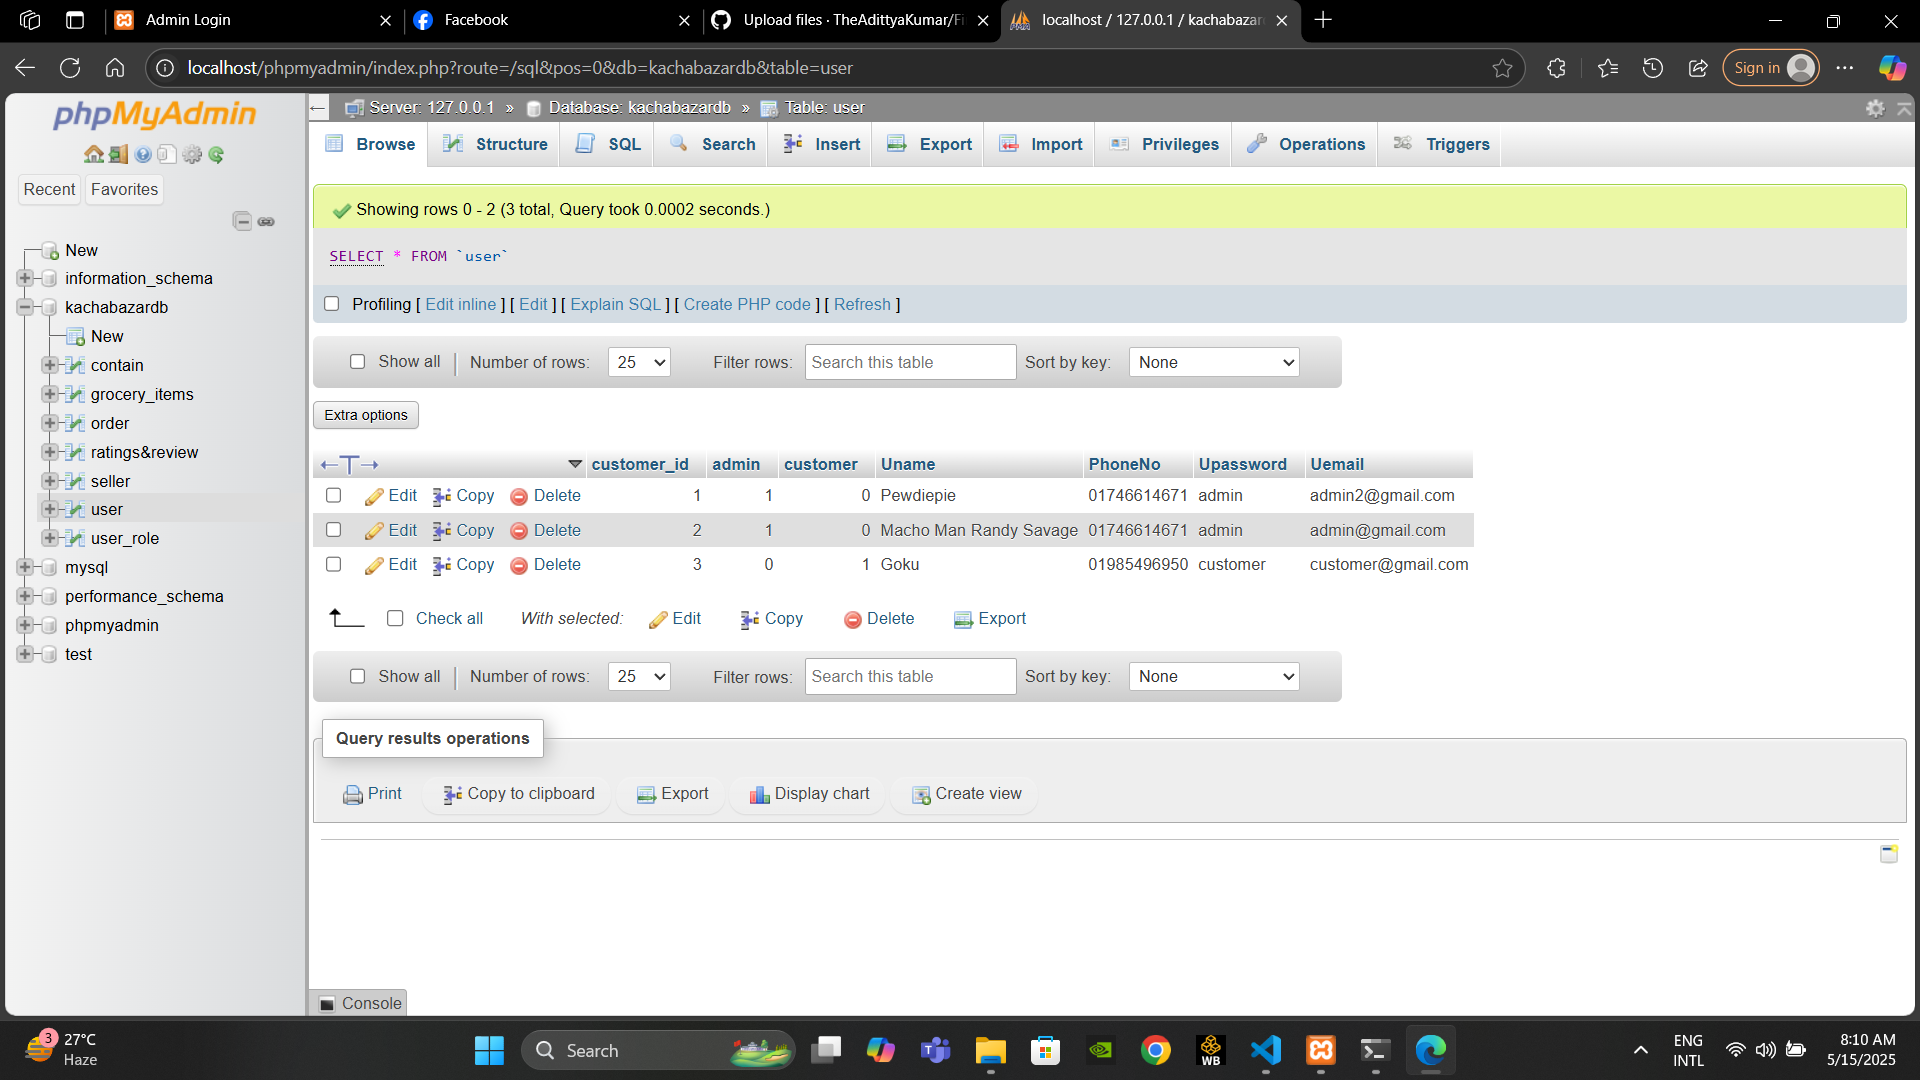 Admin Login
Facebook
Upload files · TheAdittyaKumar/Fi
localhost / 127.0.0.1 / kachabazar
localhost/phpmyadmin/index.php?route=/sql&pos=0&db=kachabazardb&table=user
Sign in
phpMyAdmin
Recent Favorites
New
information_schema
kachabazardb
New
contain
grocery_items
order
ratings&review
seller
user
user_role
mysql
performance_schema
phpmyadmin
test
Server: 127.0.0.1 » Database: kachabazardb » Table: user
Browse Structure SQL Search Insert Export Import Privileges Operations Triggers
Showing rows 0 - 2 (3 total, Query took 0.0002 seconds.)
SELECT * FROM `user`
Profiling [ Edit inline ] [ Edit ] [ Explain SQL ] [ Create PHP code ] [ Refresh ]
Show all Number of rows: 25 Filter rows: Search this table Sort by key: None
Extra options
customer_id admin customer Uname PhoneNo Upassword Uemail
Edit Copy Delete 1 1 0 Pewdiepie 01746614671 admin admin2@gmail.com
Edit Copy Delete 2 1 0 Macho Man Randy Savage 01746614671 admin admin@gmail.com
Edit Copy Delete 3 0 1 Goku 01985496950 customer customer@gmail.com
Check all With selected: Edit Copy Delete Export
Show all Number of rows: 25 Filter rows: Search this table Sort by key: None
Query results operations
Print Copy to clipboard Export Display chart Create view
Console
3
27°C
Haze
Search
WB
ENG
INTL
8:10 AM
5/15/2025